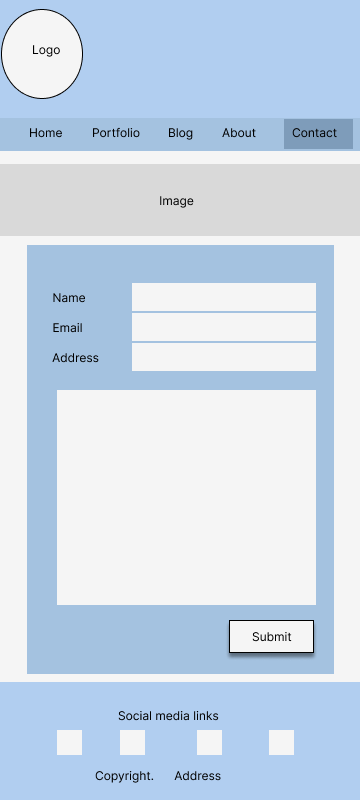 Logo
Home Portfolio Blog About Contact
Image
Name
Email
Address
Submit
Social media links
Copyright. Address